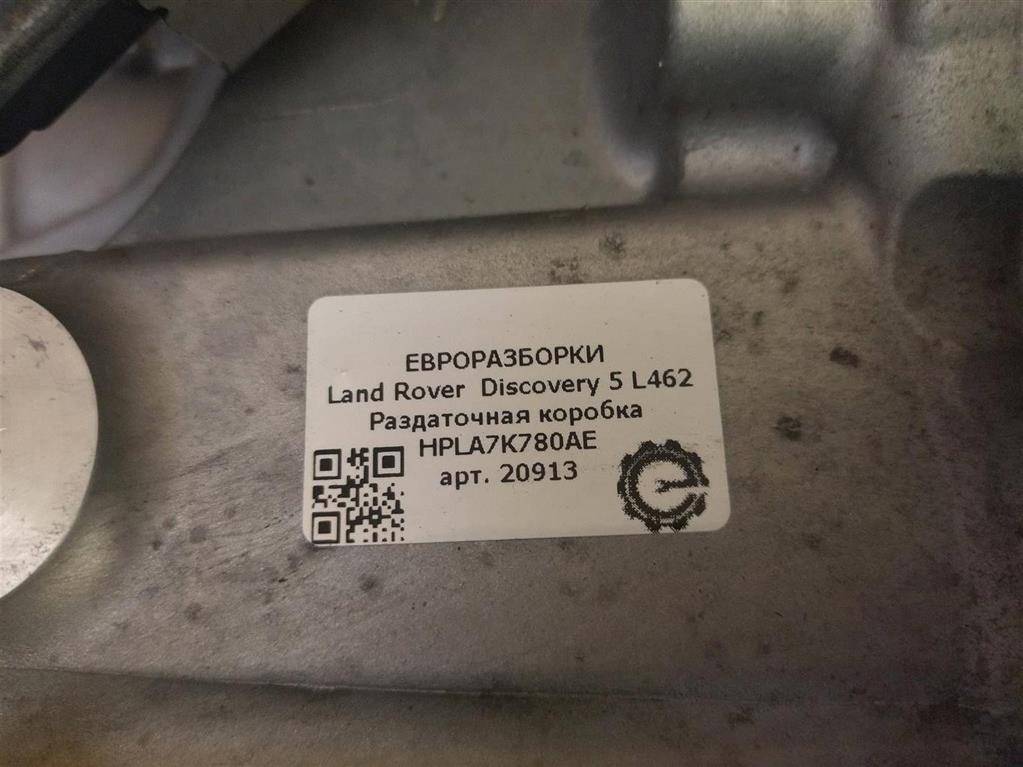 ЕВРОРАЗБОРКИ
Land Rover Discovery 5 L462
Раздаточная коробка
HPLA7K780AE
арт. 20913